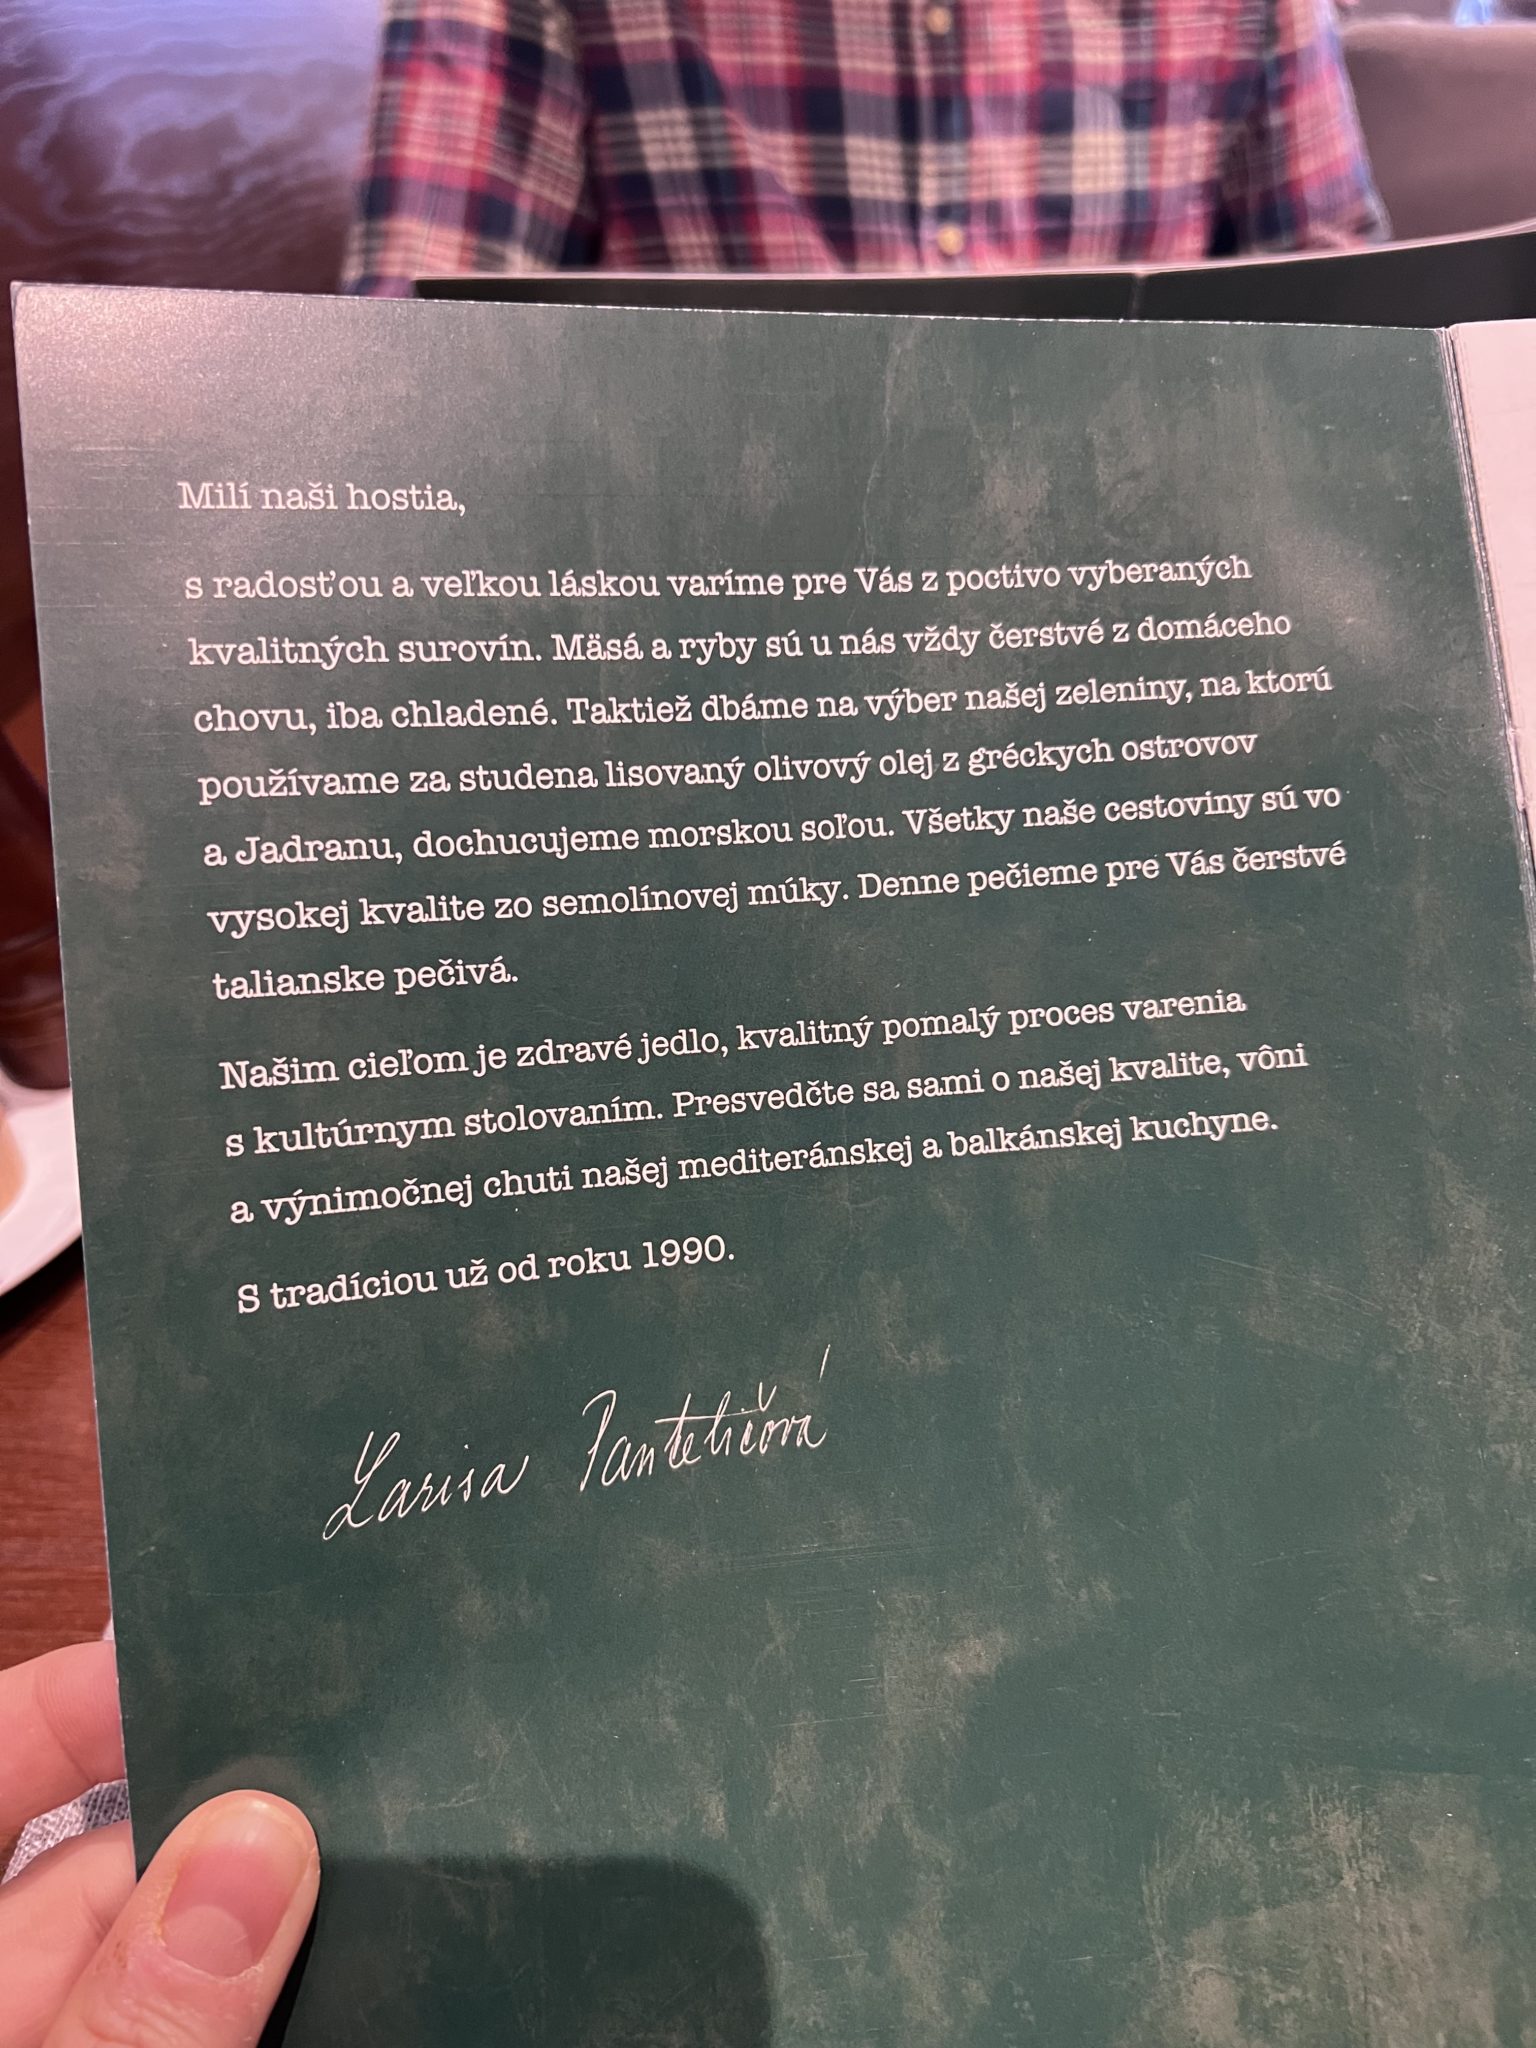 Milí naši hostia,
s radosťou a veľkou láskou varíme pre Vás z poctivo vyberaných
kvalitných surovín. Mäsá a ryby sú u nás vždy čerstvé z domáceho
chovu, iba chladené. Taktiež dbáme na výber našej zeleniny, na ktorú
používame za studena lisovaný olivový olej z gréckych ostrovov
a Jadranu, dochucujeme morskou soľou. Všetky naše cestoviny sú vo
vysokej kvalite zo semolínovej múky. Denne pečieme pre Vás čerstvé
talianske pečivá.
Našim cieľom je zdravé jedlo, kvalitný pomalý proces varenia
s kultúrnym stolovaním. Presvedčte sa sami o našej kvalite, vôni
a výnimočnej chuti našej mediteránskej a balkánskej kuchyne.
S tradíciou už od roku 1990.
Larisa Panteličová